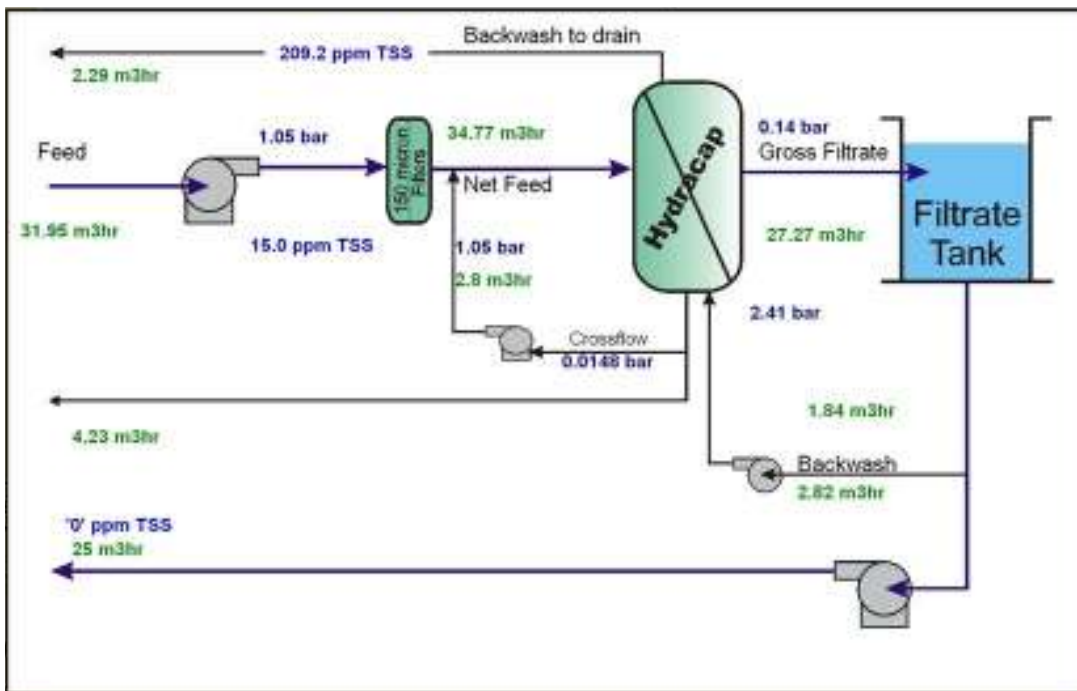 Backwash to drain
209.2 ppm TSS
2.29 m3hr
Feed
1.05 bar
150 micron
Filters
34.77 m3hr
Net Feed
Hydracap
0.14 bar
Gross Filtrate
Filtrate
Tank
31.95 m3hr
15.0 ppm TSS
1.05 bar
2.8 m3hr
27.27 m3hr
Crossflow
0.0148 bar
2.41 bar
4.23 m3hr
1.84 m3hr
Backwash
2.82 m3hr
'0' ppm TSS
25 m3hr